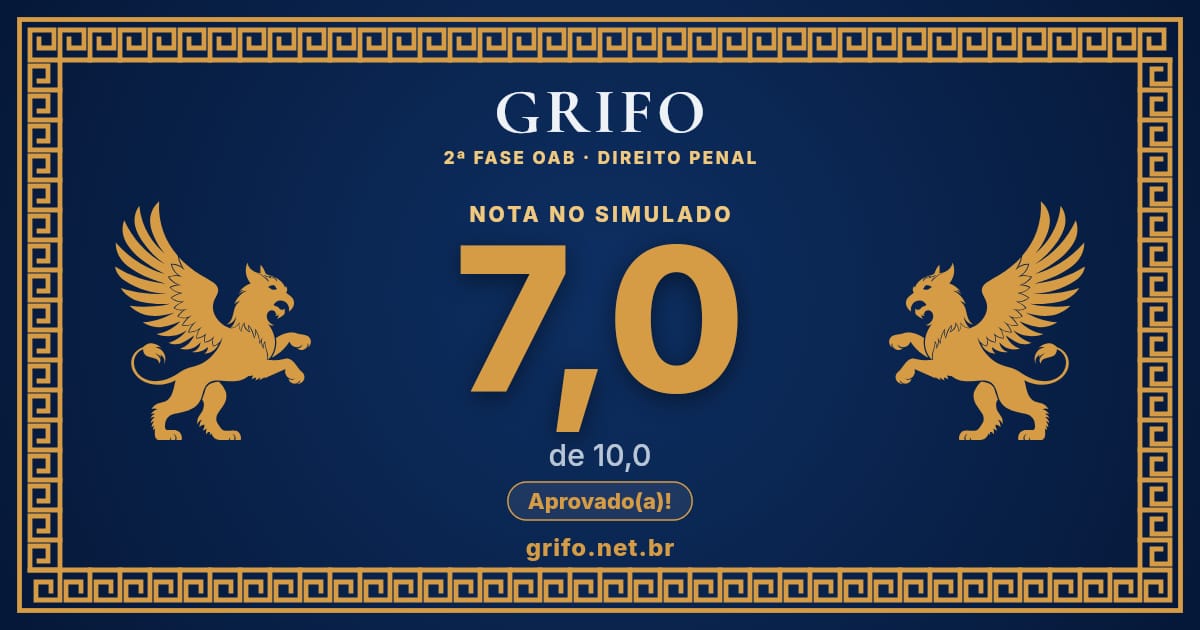 GRIFO
2ª FASE OAB · DIREITO PENAL
NOTA NO SIMULADO
7,0
de 10,0
Aprovado(a)!
grifo.net.br